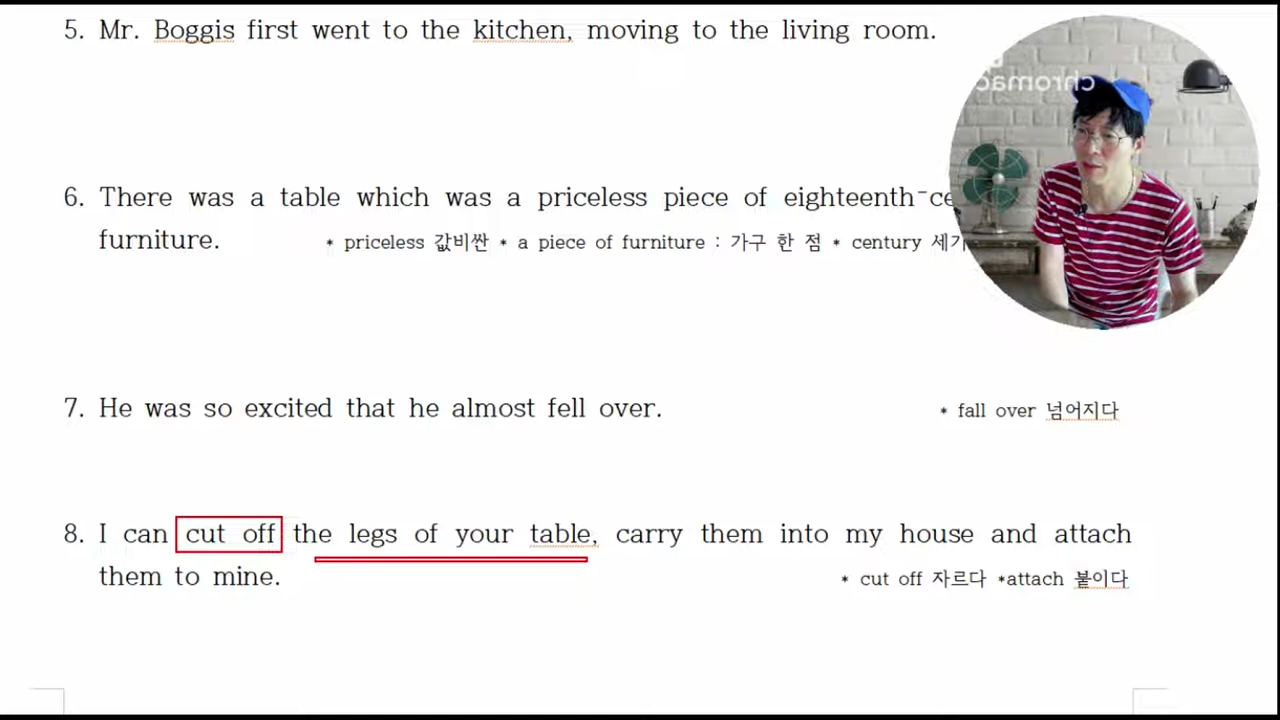 5. Mr. Boggis first went to the kitchen, moving to the living room.
6. There was a table which was a priceless piece of eighteenth-ce
furniture. * priceless 값비싼 * a piece of furniture : 가구 한 점 * century 세기
7. He was so excited that he almost fell over. * fall over 넘어지다
8. I can cut off the legs of your table, carry them into my house and attach
them to mine. * cut off 자르다 *attach 붙이다